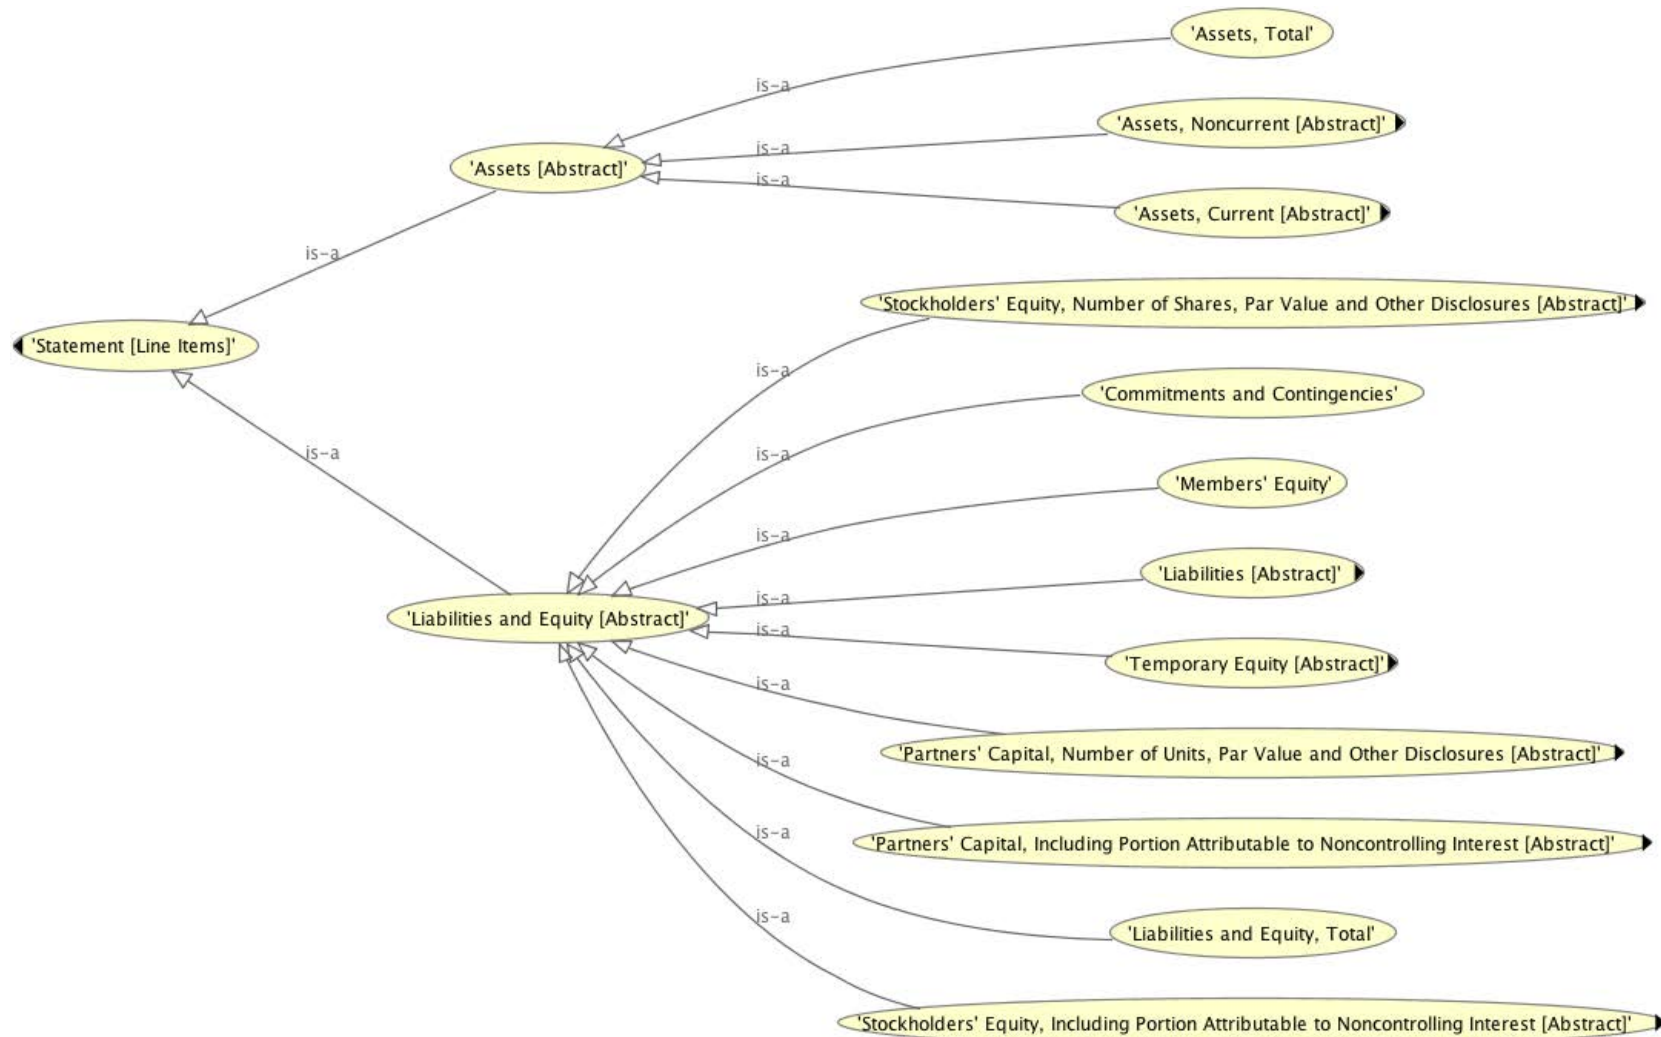 'Assets, Total'
is-a
'Assets, Noncurrent [Abstract]'
is-a
'Assets [Abstract]'
is-a
'Assets, Current [Abstract]'
is-a
'Stockholders' Equity, Number of Shares, Par Value and Other Disclosures [Abstract]'
'Statement [Line Items]'
is-a
'Commitments and Contingencies'
is-a
is-a
'Members' Equity'
is-a
'Liabilities [Abstract]'
is-a
'Liabilities and Equity [Abstract]'
is-a
'Temporary Equity [Abstract]'
is-a
'Partners' Capital, Number of Units, Par Value and Other Disclosures [Abstract]'
is-a
'Partners' Capital, Including Portion Attributable to Noncontrolling Interest [Abstract]'
is-a
'Liabilities and Equity, Total'
is-a
'Stockholders' Equity, Including Portion Attributable to Noncontrolling Interest [Abstract]'